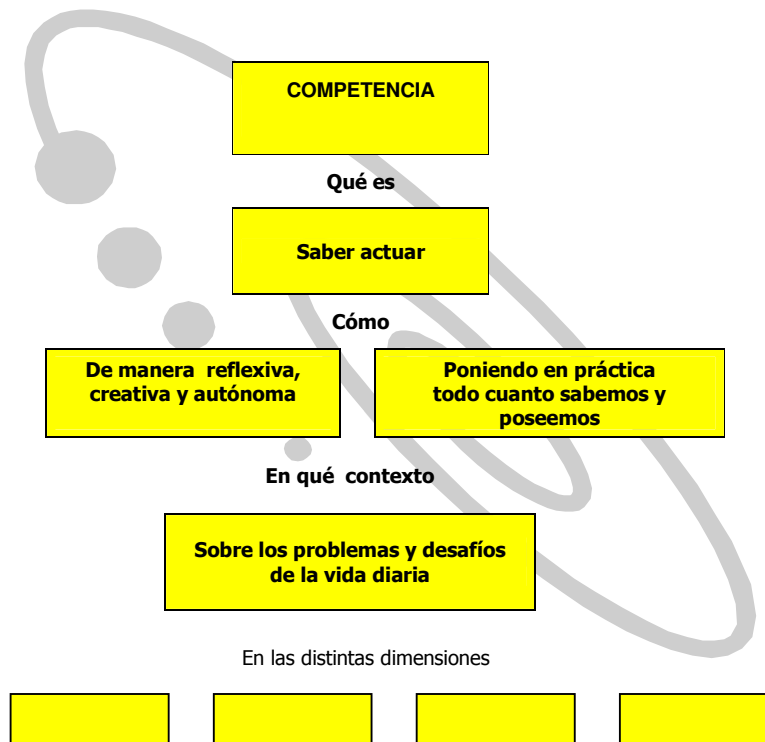 COMPETENCIA
Qué es
Saber actuar
Cómo
De manera reflexiva,
creativa y autónoma
Poniendo en práctica
todo cuanto sabemos y
poseemos
En qué contexto
Sobre los problemas y desafíos
de la vida diaria
En las distintas dimensiones